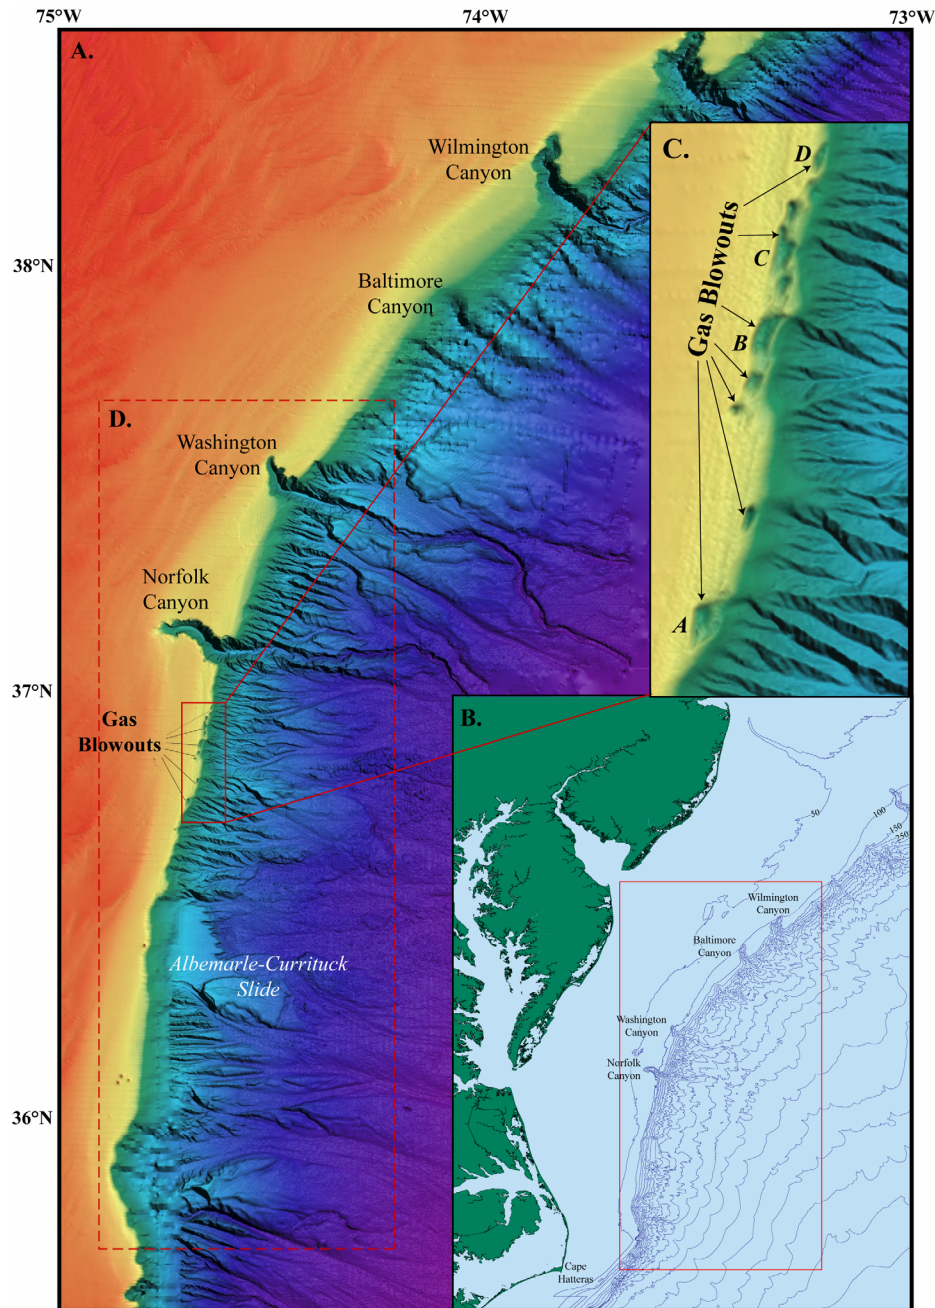 75°W
74°W
73°W
A.
Wilmington
Canyon
C.
D
Gas Blowouts
C
B
A
38°N
Baltimore
Canyon
D.
Washington
Canyon
Norfolk
Canyon
37°N
Gas
Blowouts
B.
50
100
150
250
Wilmington
Canyon
Baltimore
Canyon
Washington
Canyon
Norfolk
Canyon
Albemarle-Currituck
Slide
36°N
Cape
Hatteras